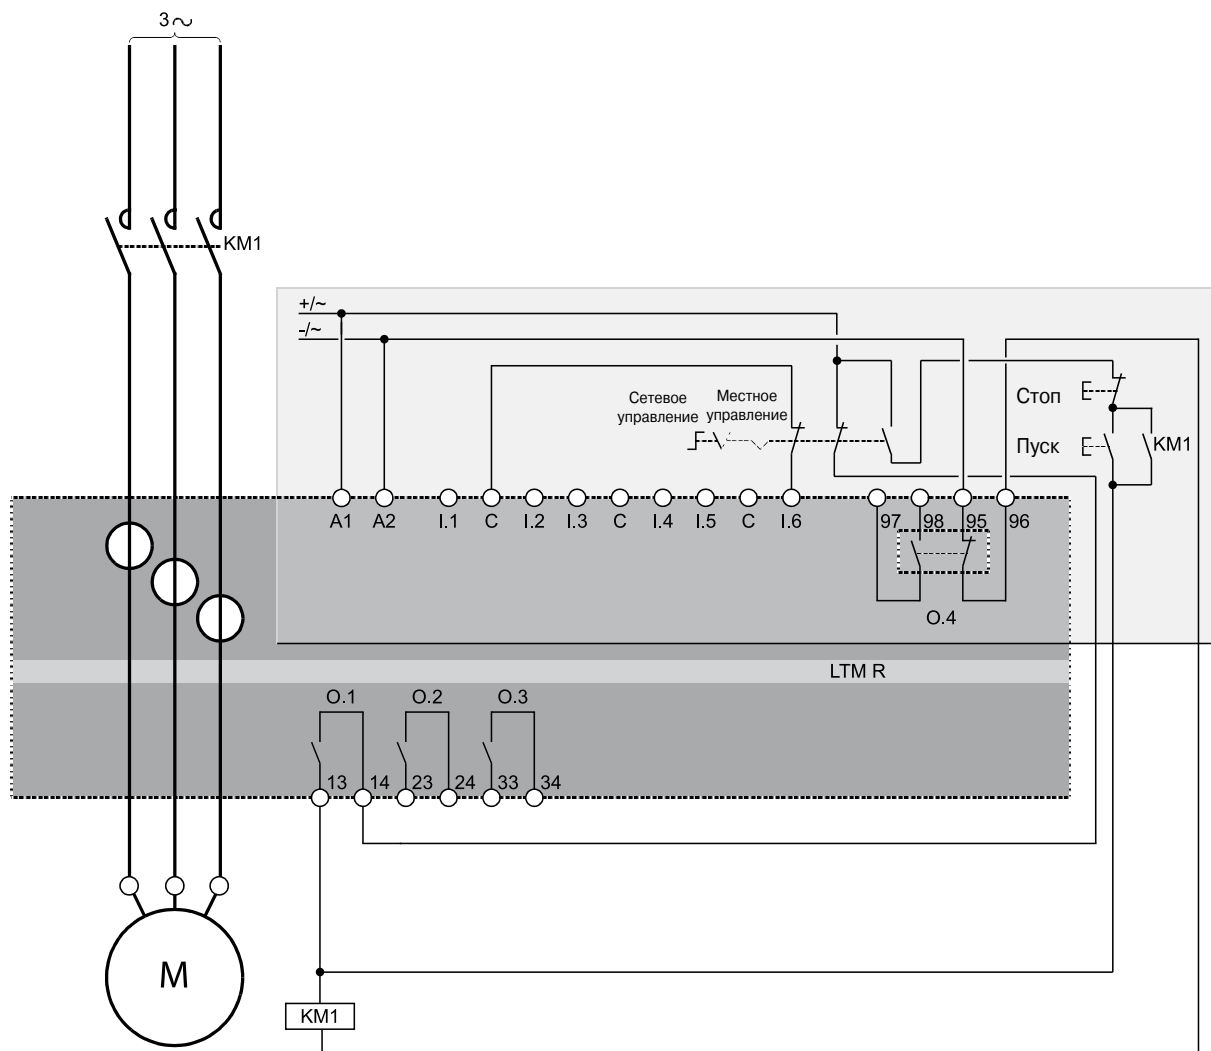 3~
KM1
+/~
-/~
Сетевое
управление
Местное
управление
Стоп
Пуск
KM1
A1
A2
I.1
C
I.2
I.3
C
I.4
I.5
C
I.6
97
98
95
96
O.4
LTM R
O.1
O.2
O.3
13
14
23
24
33
34
M
KM1